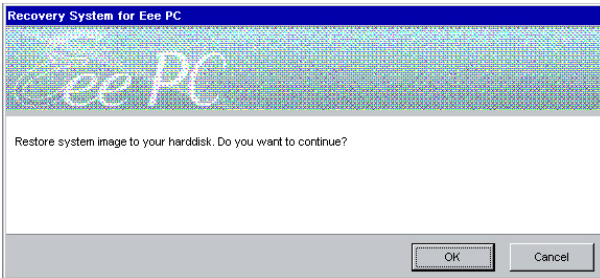 Recovery System for Eee PC
Eee PC
Restore system image to your harddisk. Do you want to continue?
OK
Cancel